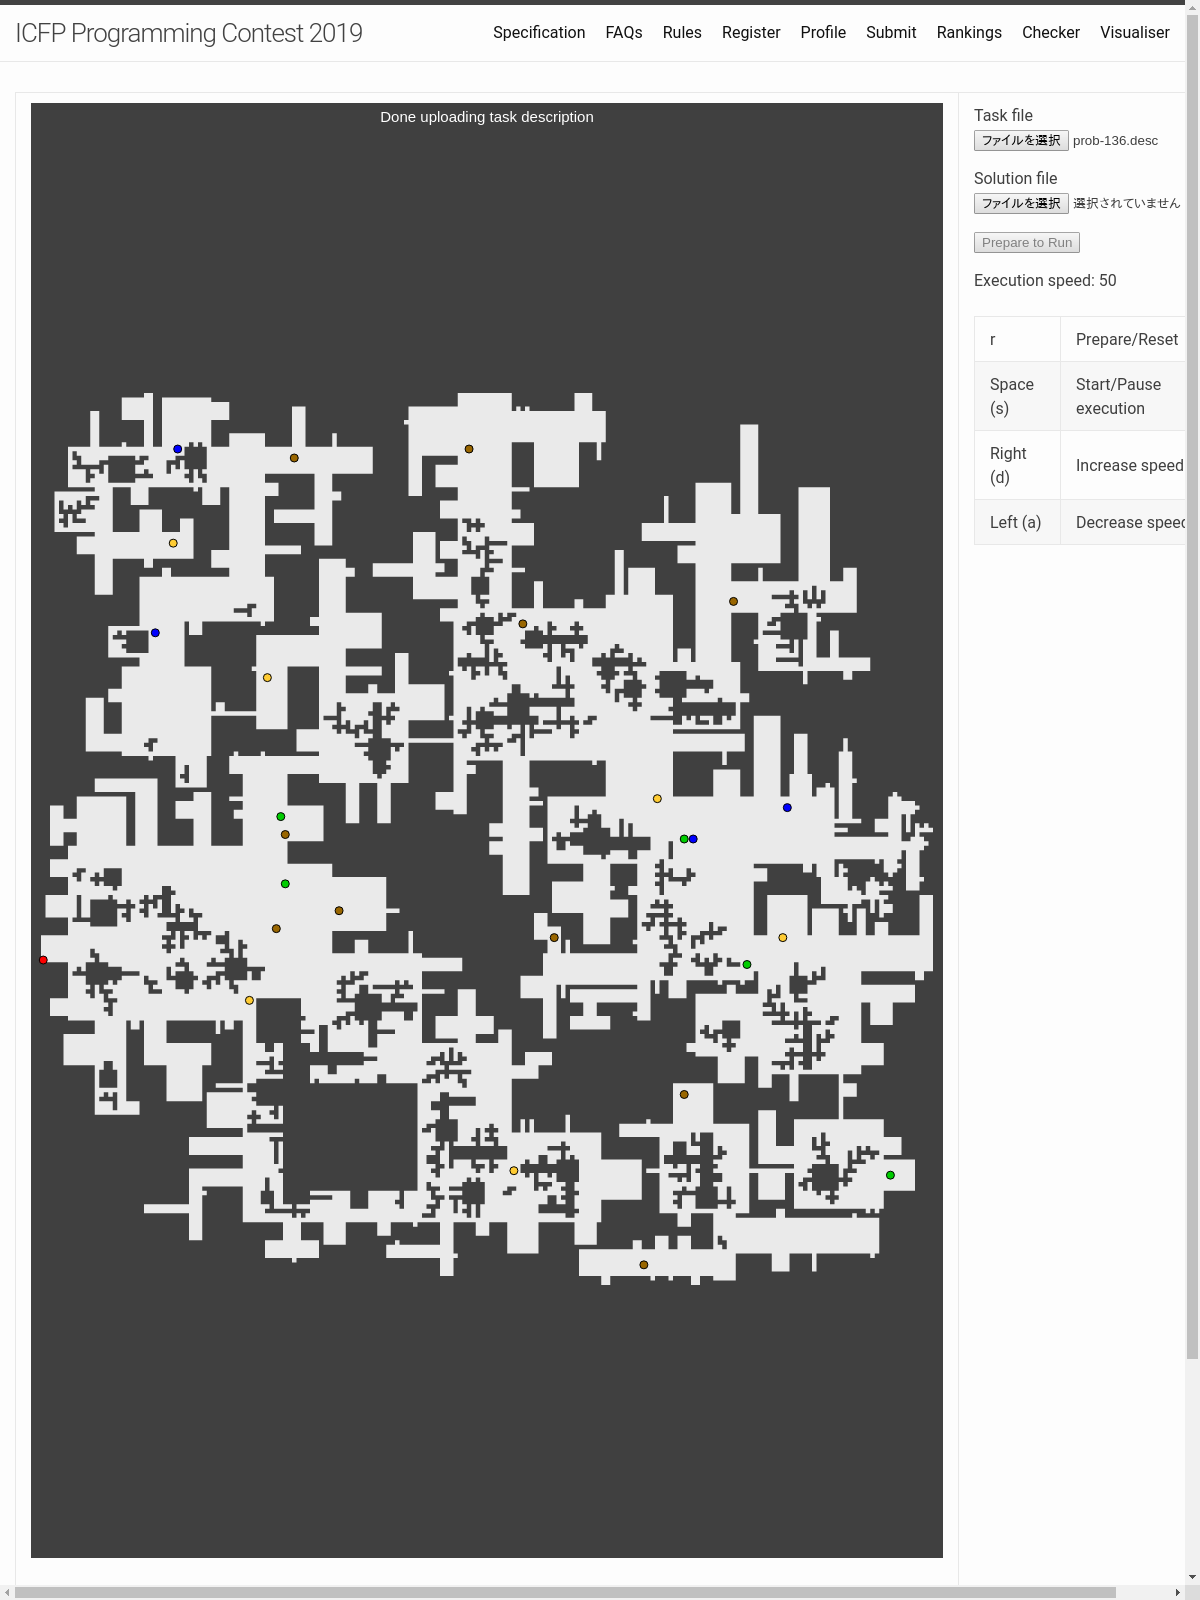 ICFP Programming Contest 2019
Specification FAQs Rules Register Profile Submit Rankings Checker Visualiser
Done uploading task description
Task file
ファイルを選択 prob-136.desc
Solution file
ファイルを選択 選択されていません
Prepare to Run
Execution speed: 50
r Prepare/Reset
Space (s) Start/Pause execution
Right (d) Increase speed
Left (a) Decrease speed